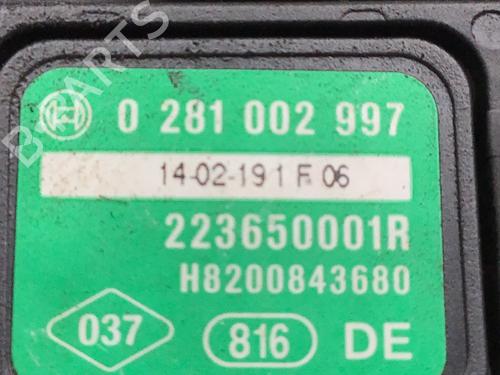 0 281 002 997
14-02-19 1 F 06
223650001R
H8200843680
037 816 DE